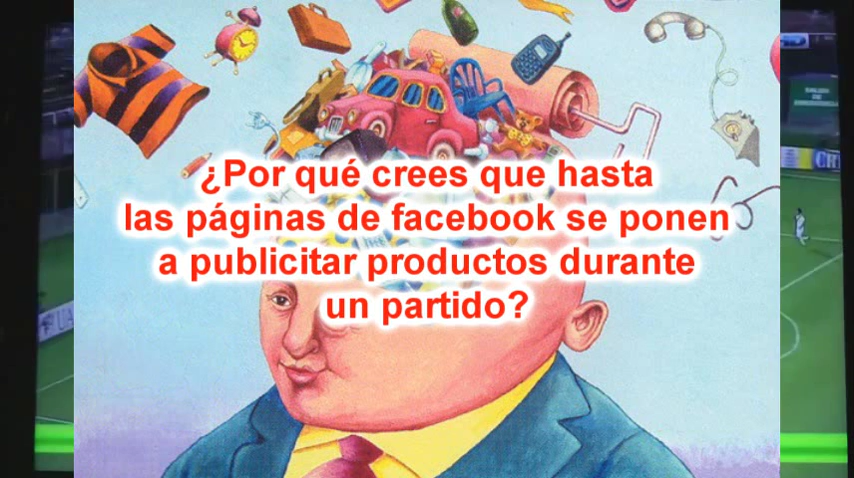 ¿Por qué crees que hasta
las páginas de facebook se ponen
a publicitar productos durante
un partido?